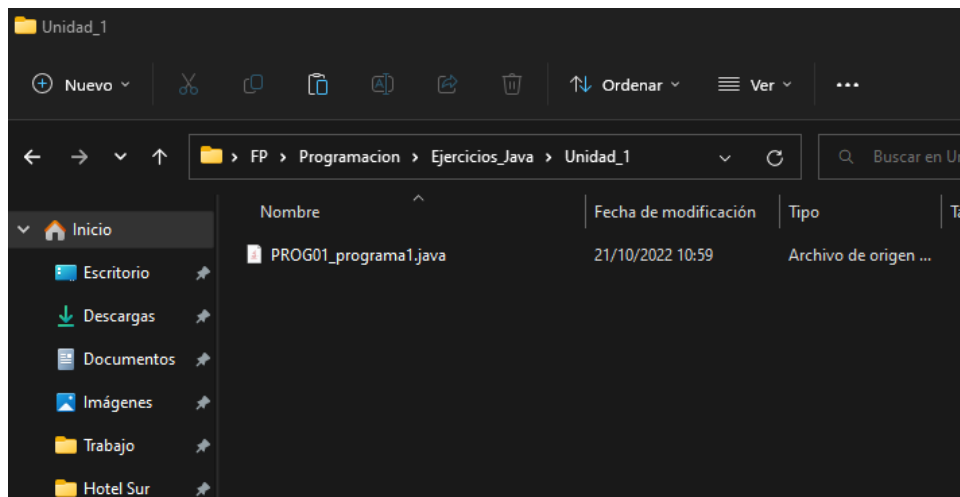 Unidad_1
Nuevo
Ordenar
Ver
FP > Programacion > Ejercicios_Java > Unidad_1
Buscar en
Nombre Fecha de modificación Tipo
Inicio
PROG01_programa1.java 21/10/2022 10:59 Archivo de origen ...
Escritorio
Descargas
Documentos
Imágenes
Trabajo
Hotel Sur